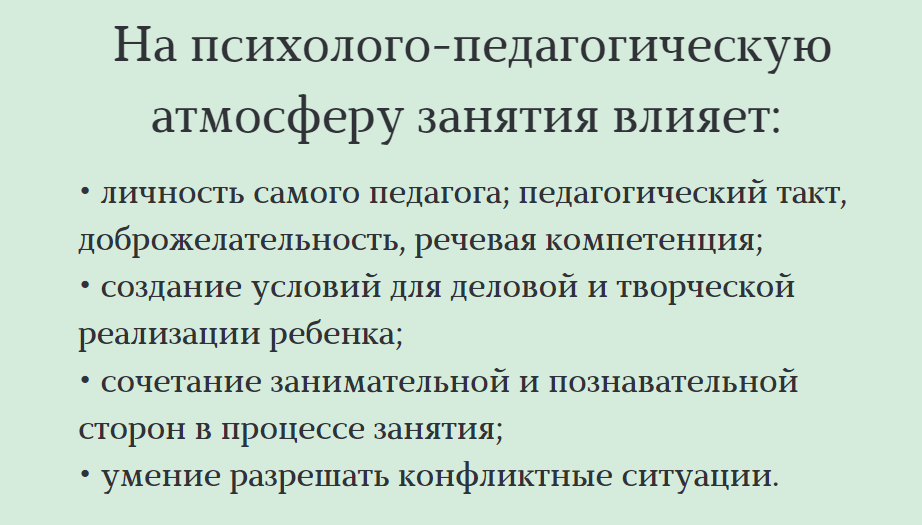 На психолого-педагогическую
атмосферу занятия влияет:
• личность самого педагога; педагогический такт,
доброжелательность, речевая компетенция;
• создание условий для деловой и творческой
реализации ребенка;
• сочетание занимательной и познавательной
сторон в процессе занятия;
• умение разрешать конфликтные ситуации.